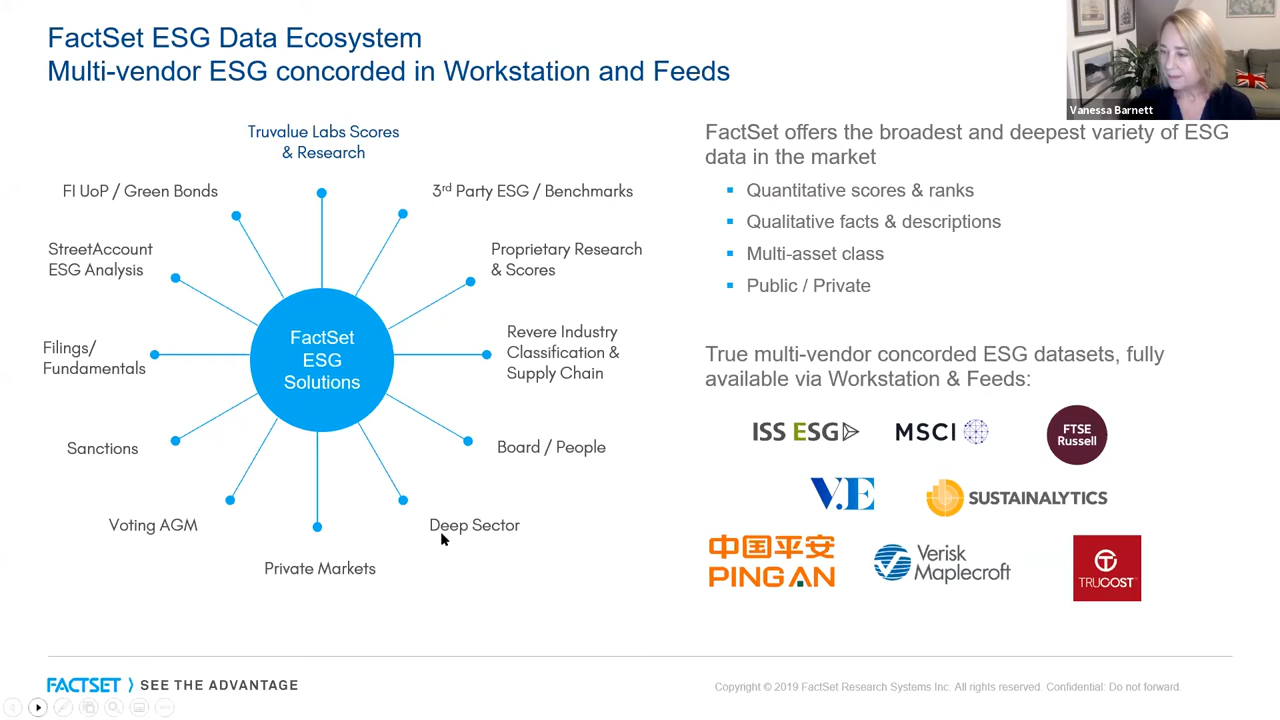 FactSet ESG Data Ecosystem
Multi-vendor ESG concorded in Workstation and Feeds
Vanessa Barnett
Truvalue Labs Scores
& Research
FI UoP / Green Bonds
3rd Party ESG / Benchmarks
StreetAccount
ESG Analysis
Proprietary Research
& Scores
Filings/
Fundamentals
FactSet
ESG
Solutions
Revere Industry
Classification &
Supply Chain
Sanctions
Board / People
Voting AGM
Deep Sector
Private Markets
FactSet offers the broadest and deepest variety of ESG
data in the market
▪ Quantitative scores & ranks
▪ Qualitative facts & descriptions
▪ Multi-asset class
▪ Public / Private
True multi-vendor concorded ESG datasets, fully
available via Workstation & Feeds:
ISS ESG
MSCI
FTSE
Russell
V.E
SUSTAINALYTICS
中国平安
PING AN
Verisk
Maplecroft
TRUCOST
FACTSET SEE THE ADVANTAGE
Copyright © 2019 FactSet Research Systems Inc. All rights reserved. Confidential: Do not forward.